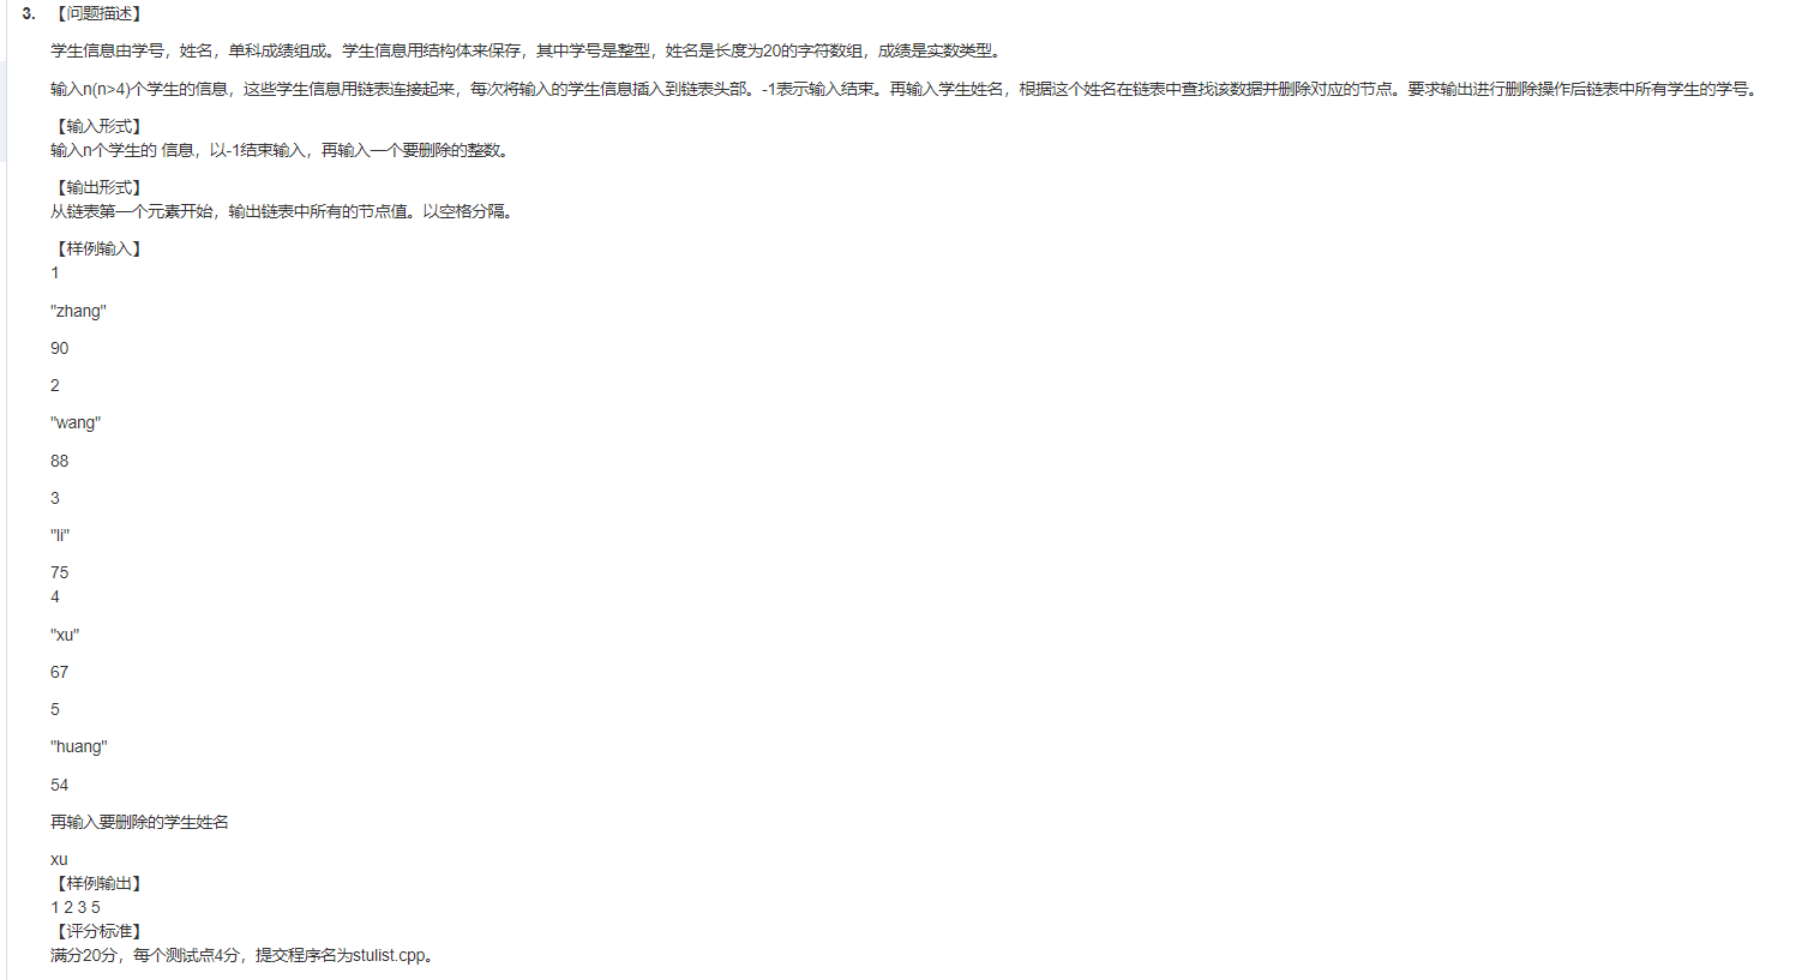 3. 【问题描述】
学生信息由学号，姓名，单科成绩组成。学生信息用结构体来保存，其中学号是整型，姓名是长度为20的字符数组，成绩是实数类型。
输入n(n>4)个学生的信息，这些学生信息用链表连接起来，每次将输入的学生信息插入到链表头部。-1表示输入结束。再输入学生姓名，根据这个姓名在链表中查找该数据并删除对应的节点。要求输出进行删除操作后链表中所有学生的学号。
【输入形式】
输入n个学生的 信息，以-1结束输入，再输入一个要删除的整数。
【输出形式】
从链表第一个元素开始，输出链表中所有的节点值。以空格分隔。
【样例输入】
1
"zhang"
90
2
"wang"
88
3
"li"
75
4
"xu"
67
5
"huang"
54
再输入要删除的学生姓名
xu
【样例输出】
1 2 3 5
【评分标准】
满分20分，每个测试点4分，提交程序名为stulist.cpp。